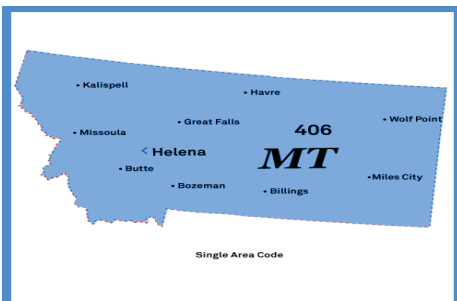 Kalispell
Havre
Great Falls
Wolf Point
406
Missoula
Helena
MT
Butte
Miles City
Bozeman
Billings
Single Area Code